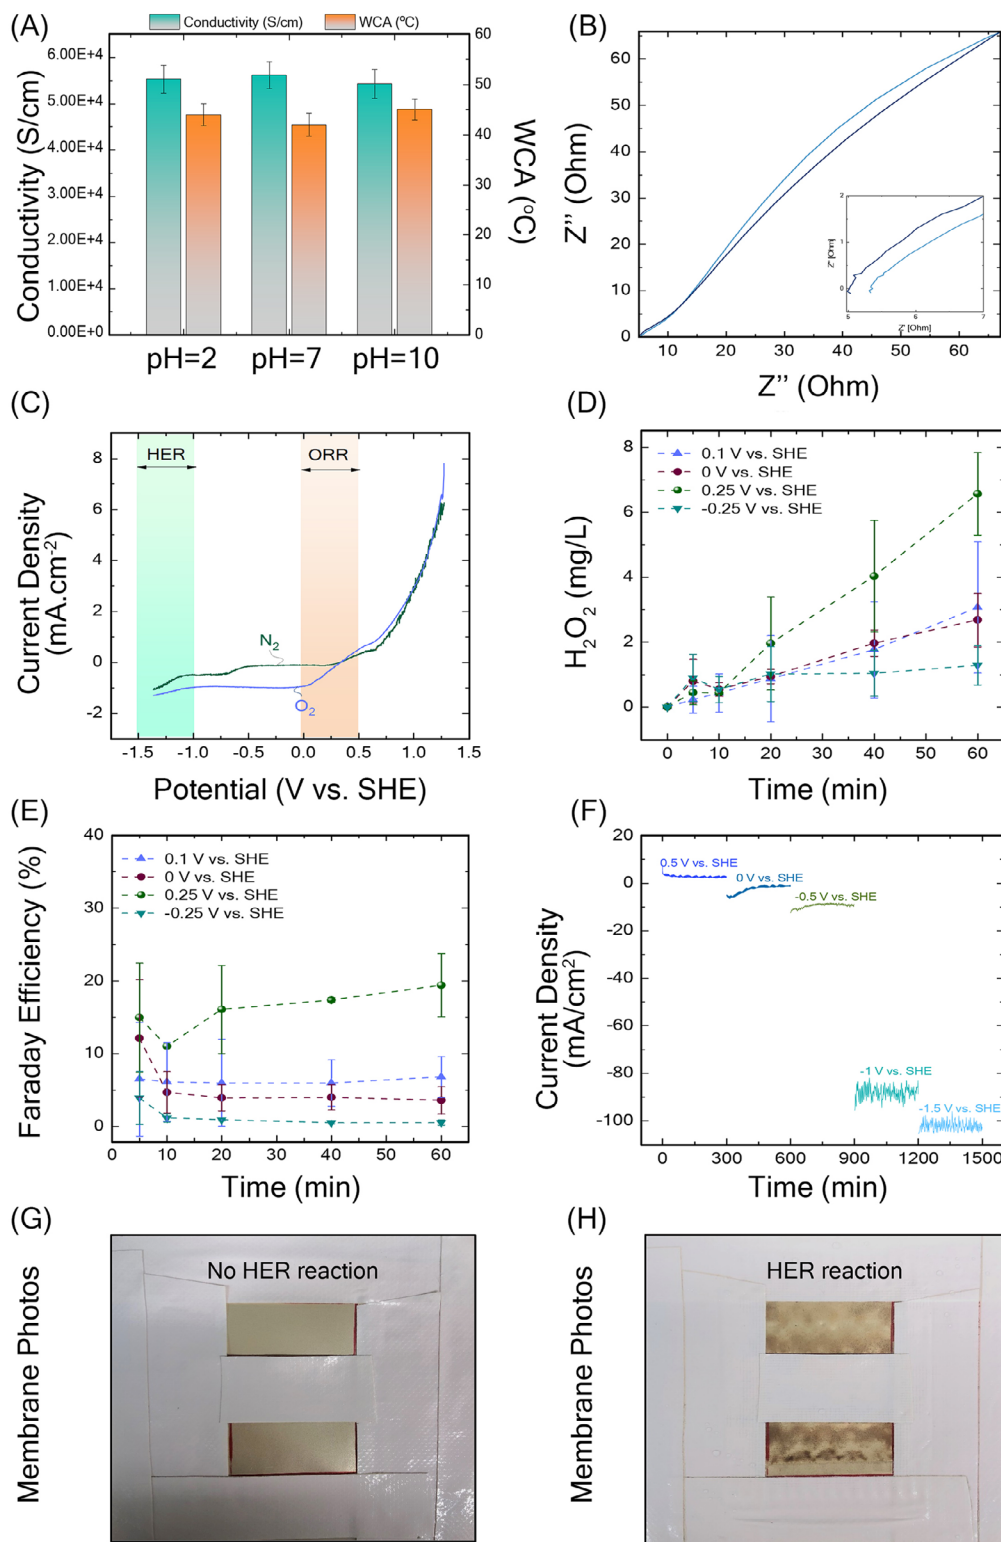 (A)
Conductivity (S/cm)
WCA (ºC)
Conductivity (S/cm)
6.00E+4
5.00E+4
4.00E+4
3.00E+4
2.00E+4
1.00E+4
0.00E+0
60
50
40
30
20
10
0
WCA (ºC)
pH=2 pH=7 pH=10
(B)
Z'' (Ohm)
60
50
40
30
20
10
0
2
1
0
Z'' [Ohm]
5 6 7
Z' [Ohm]
10 20 30 40 50 60
Z'' (Ohm)
(C)
HER
ORR
Current Density
(mA.cm-2)
8
6
4
2
0
-2
N2
O2
-1.5 -1.0 -0.5 0.0 0.5 1.0 1.5
Potential (V vs. SHE)
(D)
0.1 V vs. SHE
0 V vs. SHE
0.25 V vs. SHE
-0.25 V vs. SHE
H2O2 (mg/L)
8
6
4
2
0
0 10 20 30 40 50 60
Time (min)
(E)
0.1 V vs. SHE
0 V vs. SHE
0.25 V vs. SHE
-0.25 V vs. SHE
Faraday Efficiency (%)
40
30
20
10
0
0 20 40 60
Time (min)
(F)
Current Density
(mA/cm2)
20
0
-20
-40
-60
-80
-100
0.5 V vs. SHE
0 V vs. SHE
-0.5 V vs. SHE
-1 V vs. SHE
-1.5 V vs. SHE
0 300 600 900 1200 1500
Time (min)
(G)
Membrane Photos
No HER reaction
(H)
Membrane Photos
HER reaction